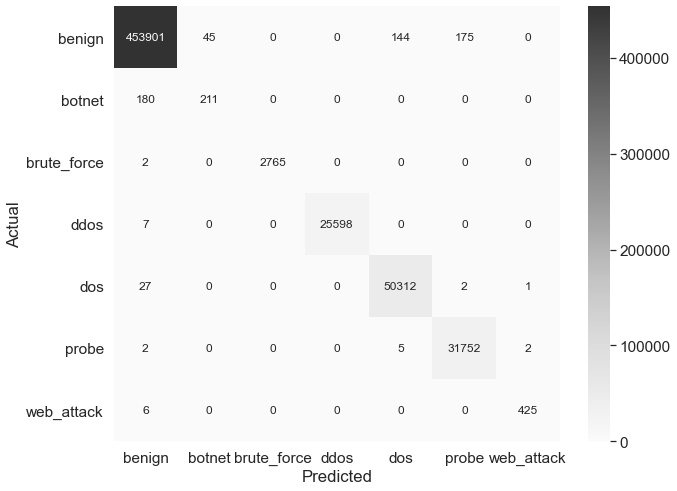 benign 453901 45 0 0 144 175 0
botnet 180 211 0 0 0 0 0
brute_force 2 0 2765 0 0 0 0
ddos 7 0 0 25598 0 0 0
dos 27 0 0 0 50312 2 1
probe 2 0 0 0 5 31752 2
web_attack 6 0 0 0 0 0 425
benign botnet brute_force ddos dos probe web_attack
Predicted
Actual
400000
300000
200000
100000
0